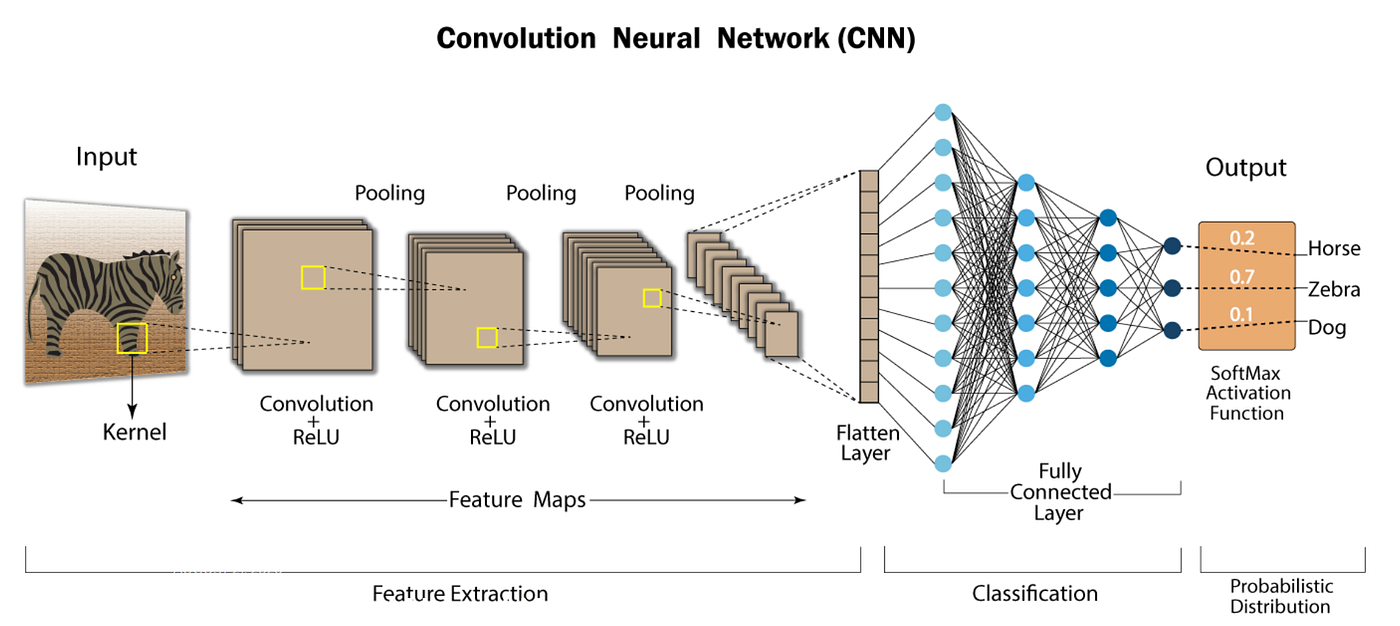 Convolution Neural Network (CNN)
Input
Pooling
Pooling
Pooling
Output
0.2
Horse
0.7
Zebra
0.1
Dog
Kernel
Convolution
+
ReLU
Convolution
+
ReLU
Convolution
+
ReLU
Flatten
Layer
SoftMax
Activation
Function
Feature Maps
Fully
Connected
Layer
Feature Extraction
Classification
Probabilistic
Distribution